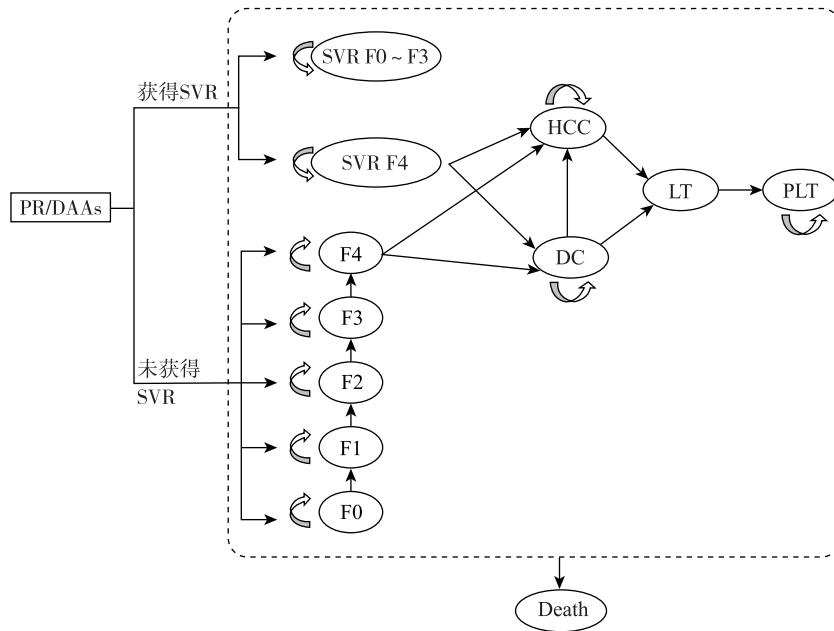 SVR F0~F3
获得SVR
HCC
SVR F4
PR/DAAs
LT
PLT
F4
DC
F3
未获得
SVR
F2
F1
F0
Death